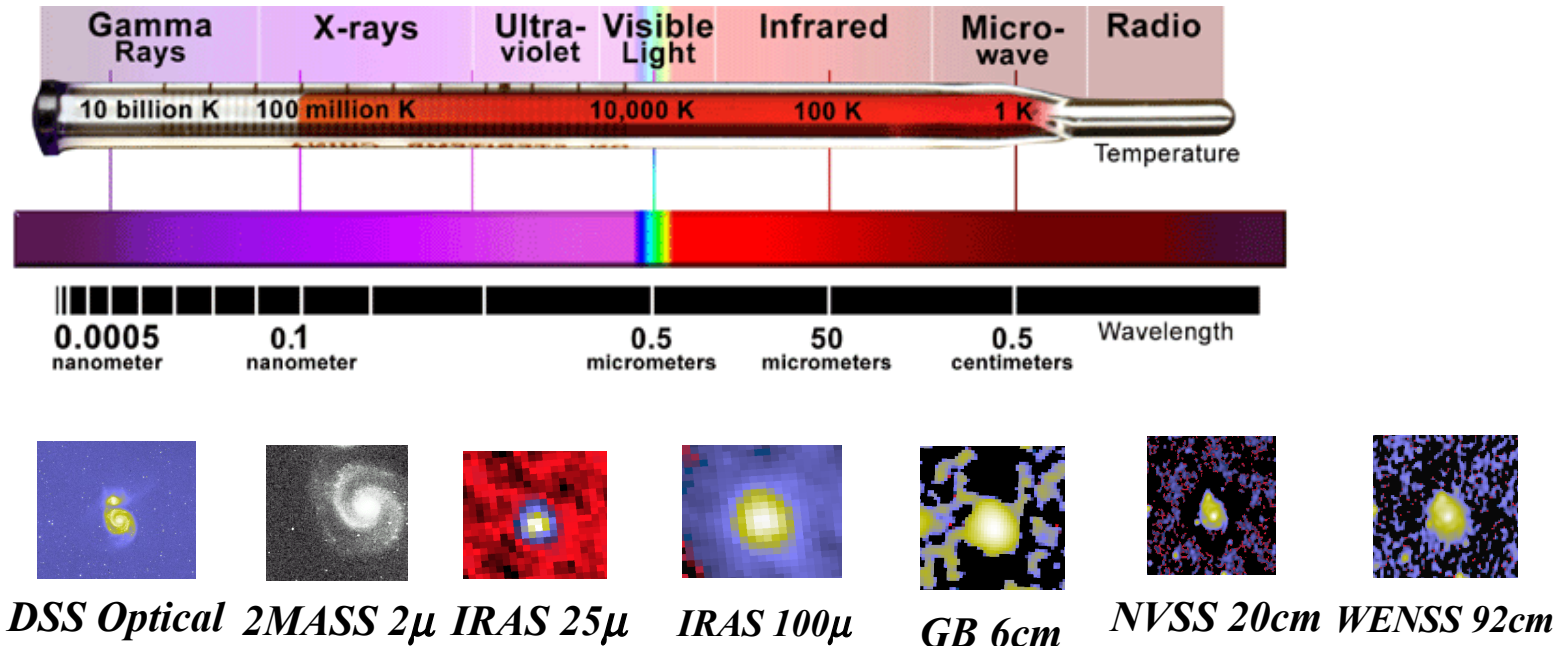 Gamma Rays
X-rays
Ultra-violet
Visible Light
Infrared
Micro-wave
Radio
10 billion K
100 million K
10,000 K
100 K
1 K
Temperature
0.0005 nanometer
0.1 nanometer
0.5 micrometers
50 micrometers
0.5 centimeters
Wavelength
DSS Optical
2MASS 2μ
IRAS 25μ
IRAS 100μ
GB 6cm
NVSS 20cm
WENSS 92cm